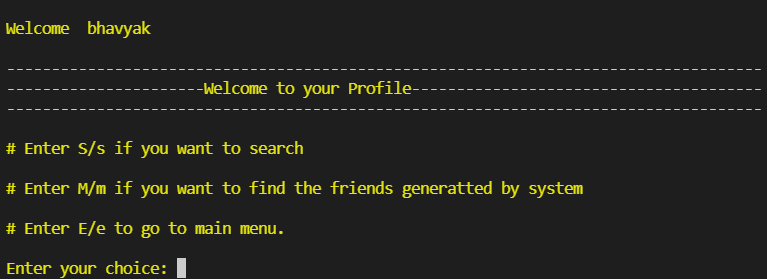 Welcome  bhavyak
------------------------------------------------------------------------------------
----------------------Welcome to your Profile---------------------------------------
------------------------------------------------------------------------------------
# Enter S/s if you want to search
# Enter M/m if you want to find the friends generatted by system
# Enter E/e to go to main menu.
Enter your choice: